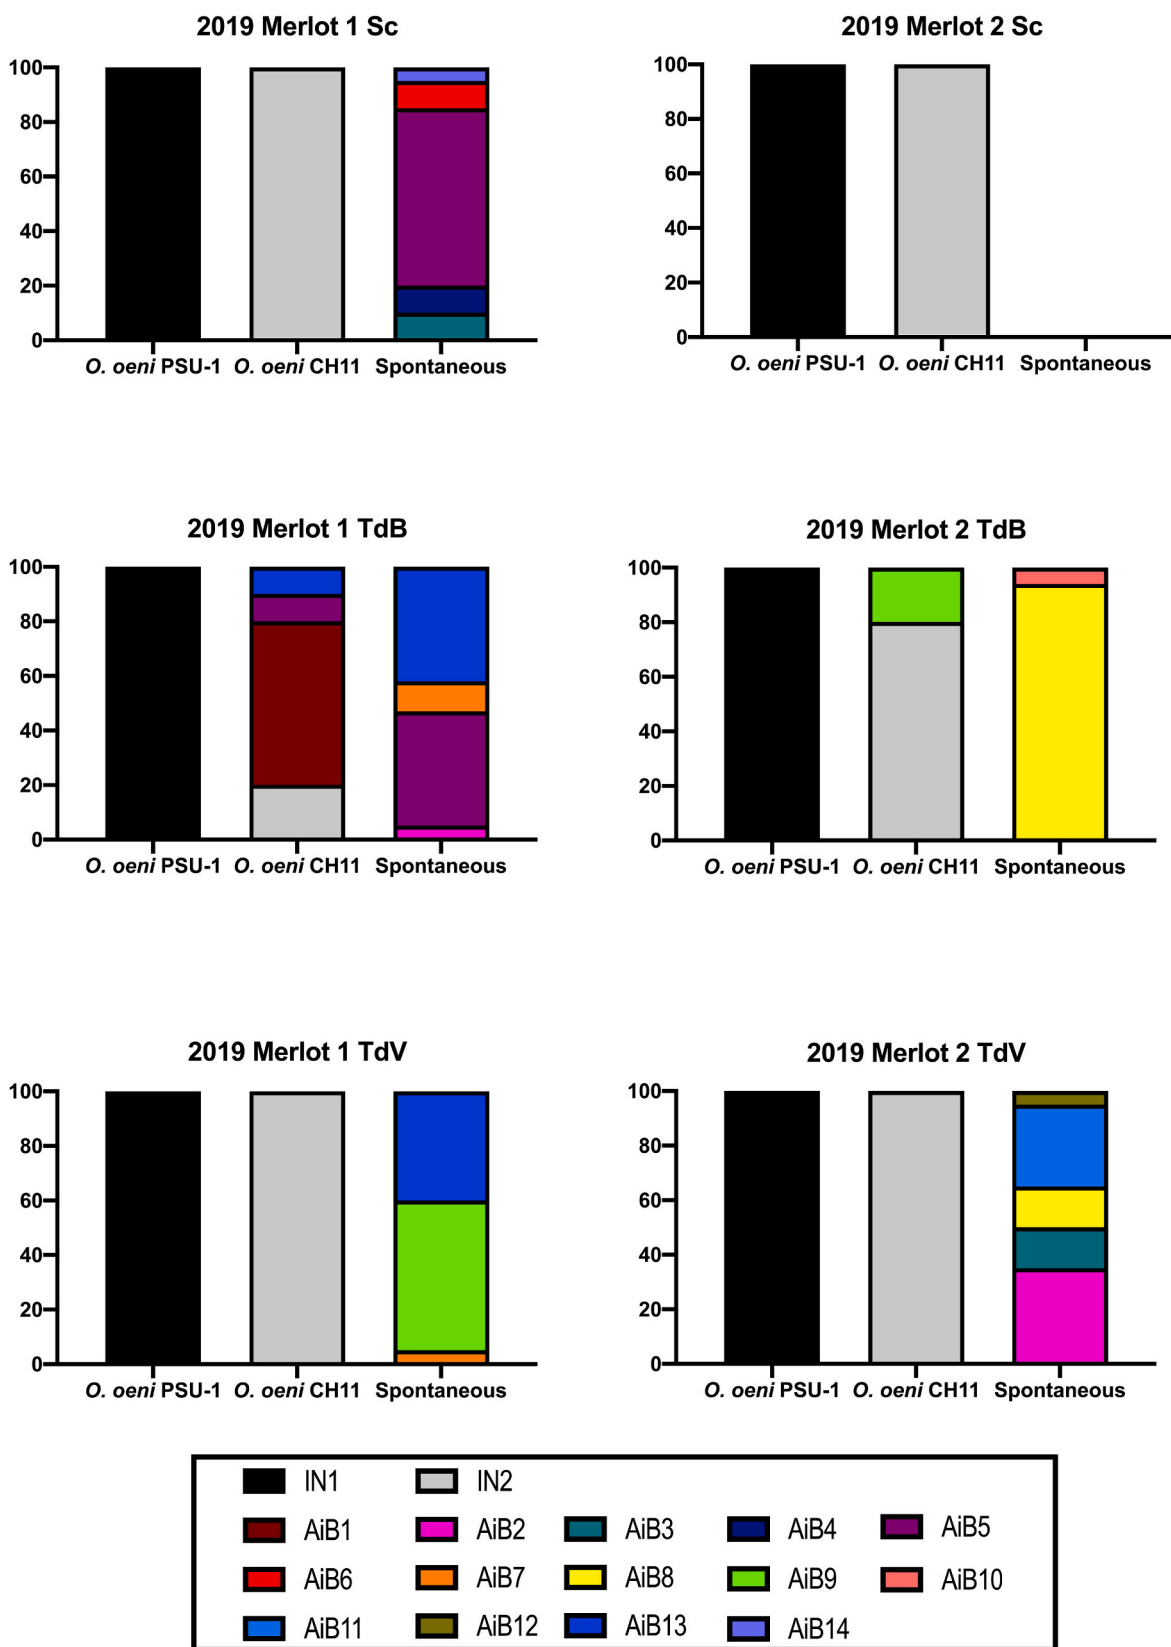 2019 Merlot 1 Sc
100
80
60
40
20
0
O. oeni PSU-1 O. oeni CH11 Spontaneous
2019 Merlot 2 Sc
100
80
60
40
20
0
O. oeni PSU-1 O. oeni CH11 Spontaneous
2019 Merlot 1 TdB
100
80
60
40
20
0
O. oeni PSU-1 O. oeni CH11 Spontaneous
2019 Merlot 2 TdB
100
80
60
40
20
0
O. oeni PSU-1 O. oeni CH11 Spontaneous
2019 Merlot 1 TdV
100
80
60
40
20
0
O. oeni PSU-1 O. oeni CH11 Spontaneous
2019 Merlot 2 TdV
100
80
60
40
20
0
O. oeni PSU-1 O. oeni CH11 Spontaneous
IN1 IN2
AiB1 AiB2 AiB3 AiB4 AiB5
AiB6 AiB7 AiB8 AiB9 AiB10
AiB11 AiB12 AiB13 AiB14